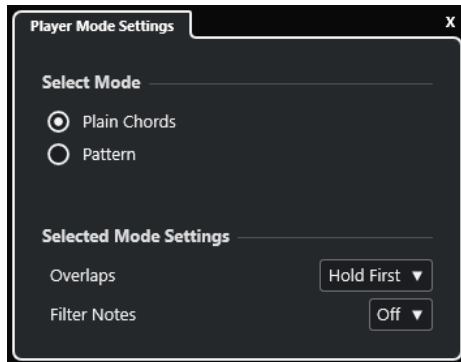 Player Mode Settings X
Select Mode
Plain Chords
Pattern
Selected Mode Settings
Overlaps Hold First
Filter Notes Off